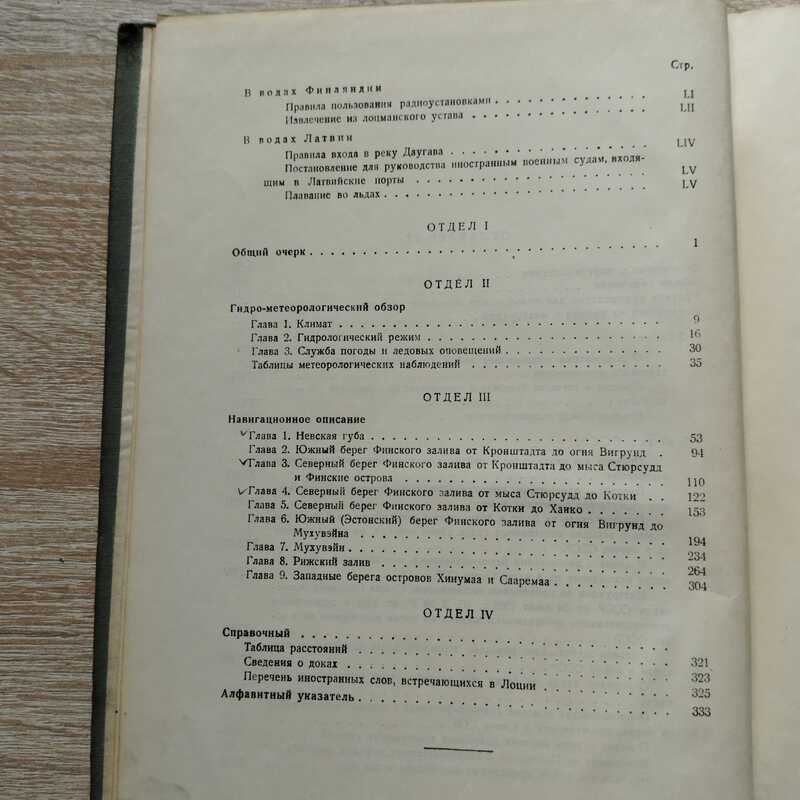 Стр.
В водах Финляндии
Правила пользования радиоустановками . . . . . . . . . . . . LI
Извлечение из лоцманского устава . . . . . . . . . . . . . . LII
В водах Латвии
Правила входа в реку Даугава . . . . . . . . . . . . . . . . LIV
Постановление для руководства иностранным военным судам, входя-
щим в Латвийские порты . . . . . . . . . . . . . . . . . . LV
Плавание во льдах . . . . . . . . . . . . . . . . . . . . . LV
ОТДЕЛ I
Общий очерк . . . . . . . . . . . . . . . . . . . . . . . . 1
ОТДЕЛ II
Гидро-метеорологический обзор
Глава 1. Климат . . . . . . . . . . . . . . . . . . . . . . 9
Глава 2. Гидрологический режим . . . . . . . . . . . . . . . 16
Глава 3. Служба погоды и ледовых оповещений . . . . . . . . . 30
Таблицы метеорологических наблюдений . . . . . . . . . . . . 35
ОТДЕЛ III
Навигационное описание
Глава 1. Невская губа . . . . . . . . . . . . . . . . . . . 53
Глава 2. Южный берег Финского залива от Кронштадта до огня Вигрунд . 94
Глава 3. Северный берег Финского залива от Кронштадта до мыса Стюрсудд
и Финские острова . . . . . . . . . . . . . . . . . . . . 110
Глава 4. Северный берег Финского залива от мыса Стюрсудд до Котки . . 122
Глава 5. Северный берег Финского залива от Котки до Ханко . . . . . . 153
Глава 6. Южный (Эстонский) берег Финского залива от огня Вигрунд до
Мухувэйна . . . . . . . . . . . . . . . . . . . . . . . . 194
Глава 7. Мухувэйн . . . . . . . . . . . . . . . . . . . . . 234
Глава 8. Рижский залив . . . . . . . . . . . . . . . . . . . 264
Глава 9. Западные берега островов Хиnумаа и Сааремаа . . . . . . . . 304
ОТДЕЛ IV
Справочный . . . . . . . . . . . . . . . . . . . . . . . .
Таблица расстояний . . . . . . . . . . . . . . . . . . . .
Сведения о доках . . . . . . . . . . . . . . . . . . . . . 321
Перечень иностранных слов, встречающихся в Лоции . . . . . . . . 323
Алфавитный указатель . . . . . . . . . . . . . . . . . . . . 325
333